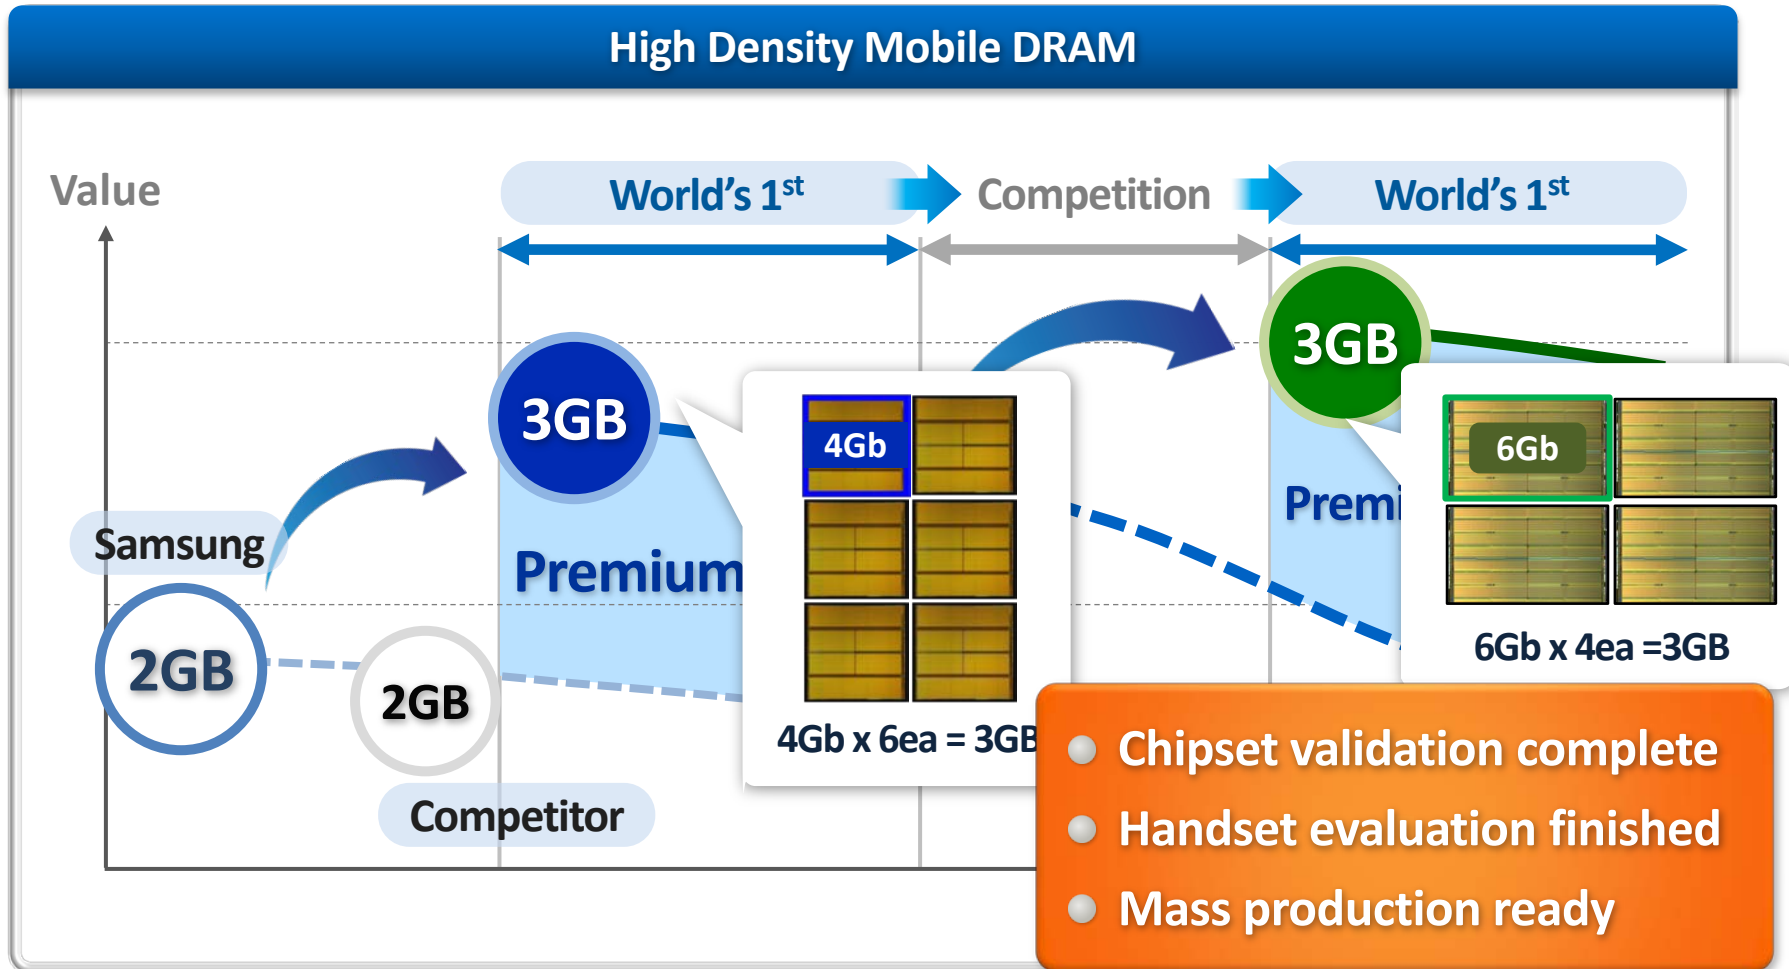 High Density Mobile DRAM
Value
World's 1st
Competition
World's 1st
3GB
3GB
4Gb
6Gb
Premium
Samsung
2GB
2GB
Competitor
4Gb x 6ea = 3GB
6Gb x 4ea =3GB
Chipset validation complete
Handset evaluation finished
Mass production ready